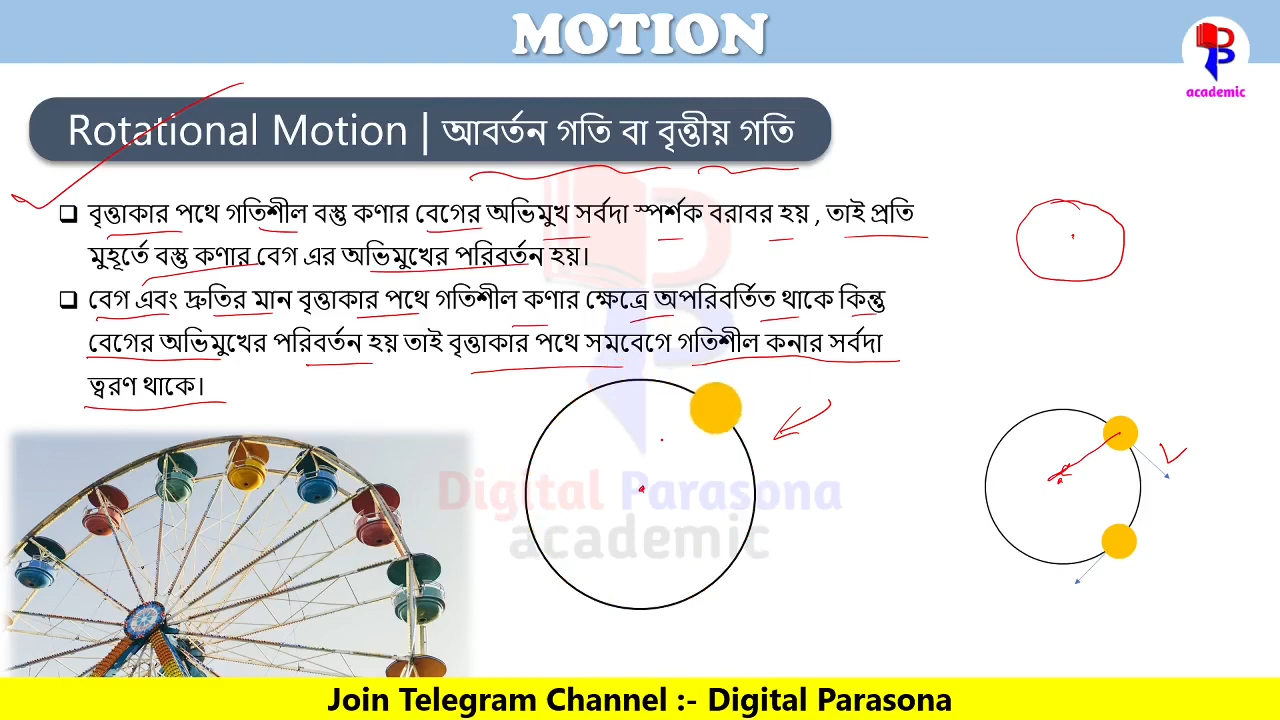 MOTION
academic
Rotational Motion | আবর্তন গতি বা বৃত্তীয় গতি
বৃত্তাকার পথে গতিশীল বস্তু কণার বেগের অভিমুখ সর্বদা স্পর্শক বরাবর হয় , তাই প্রতি
মুহূর্তে বস্তু কণার বেগ এর অভিমুখের পরিবর্তন হয়।
বেগ এবং দ্রুতির মান বৃত্তাকার পথে গতিশীল কণার ক্ষেত্রে অপরিবর্তিত থাকে কিন্তু
বেগের অভিমুখের পরিবর্তন হয় তাই বৃত্তাকার পথে সমবেগে গতিশীল কনার সর্বদা
ত্বরণ থাকে।
V
Digital Parasona
academic
Join Telegram Channel :- Digital Parasona